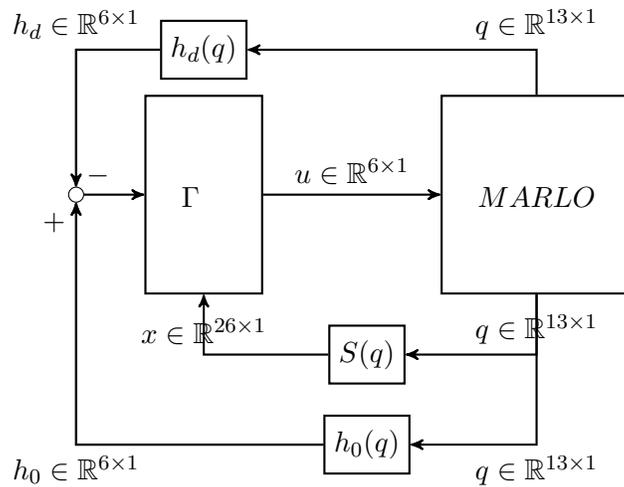 h_d ∈ ℝ^{6×1}
q ∈ ℝ^{13×1}
h_d(q)
−
Γ
u ∈ ℝ^{6×1}
MARLO
+
x ∈ ℝ^{26×1}
S(q)
q ∈ ℝ^{13×1}
h_0(q)
h_0 ∈ ℝ^{6×1}
q ∈ ℝ^{13×1}